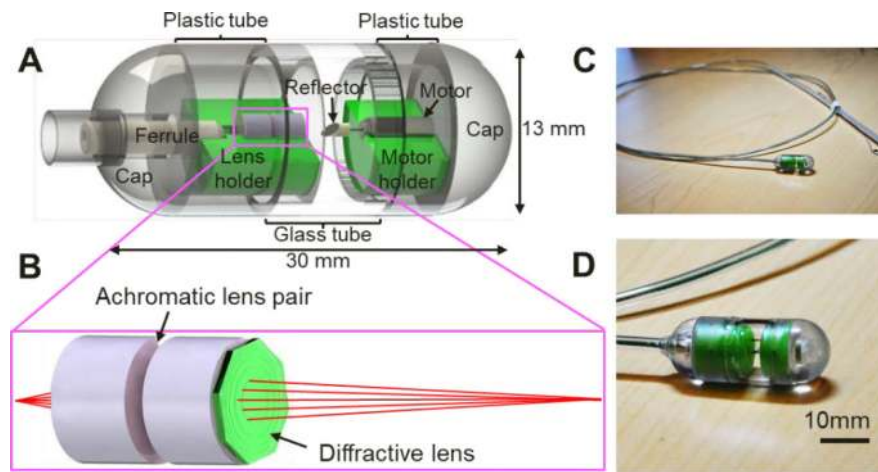 Plastic tube
Plastic tube
A
Reflector
Motor
Ferrule
Cap
13 mm
Lens
holder
Motor
holder
Cap
Glass tube
30 mm
B
Achromatic lens pair
Diffractive lens
C
D
10mm